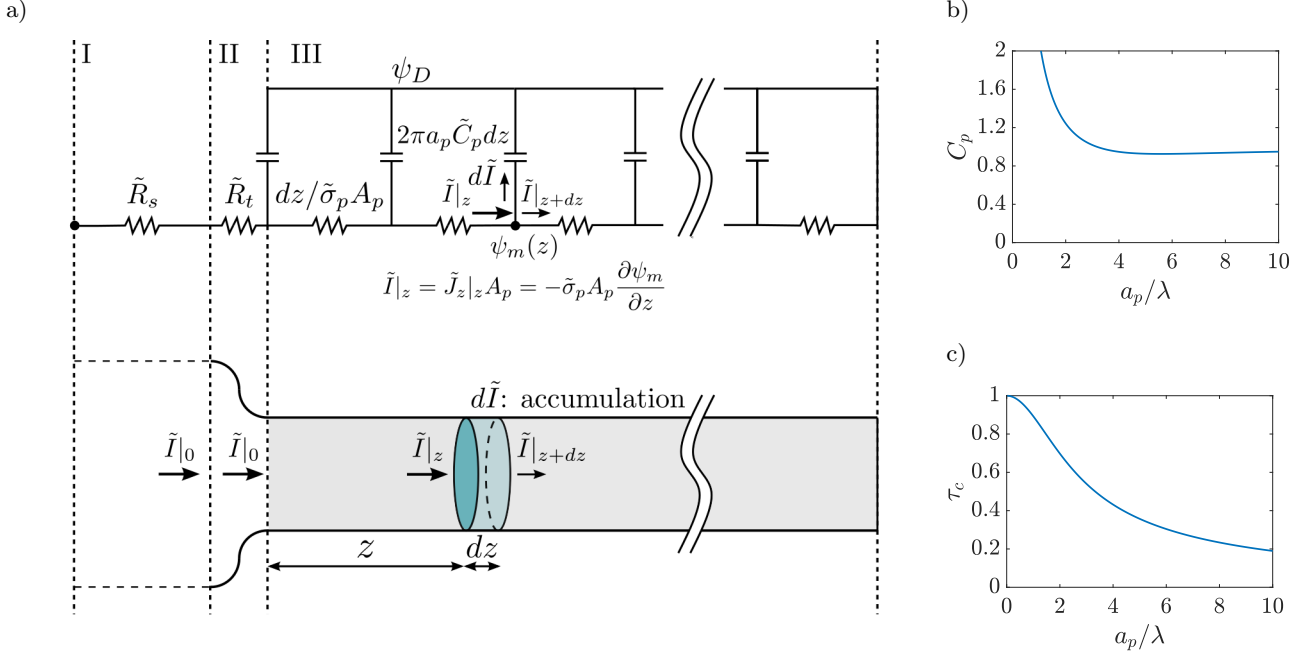 a)
I II III
ψ_D
2πa_p C̃_p dz
dĨ
R̃_s R̃_t dz/σ̃_p A_p Ĩ|_z Ĩ|_{z+dz}
ψ_m(z)
Ĩ|_z = J̃_z|_z A_p = −σ̃_p A_p ∂ψ_m/∂z
dĨ: accumulation
Ĩ|_0 Ĩ|_0 Ĩ|_z Ĩ|_{z+dz}
z dz
b)
2
1.6
1.2
0.8
0.4
0
C_p
0 2 4 6 8 10
a_p/λ
c)
1
0.8
0.6
0.4
0.2
0
τ_c
0 2 4 6 8 10
a_p/λ